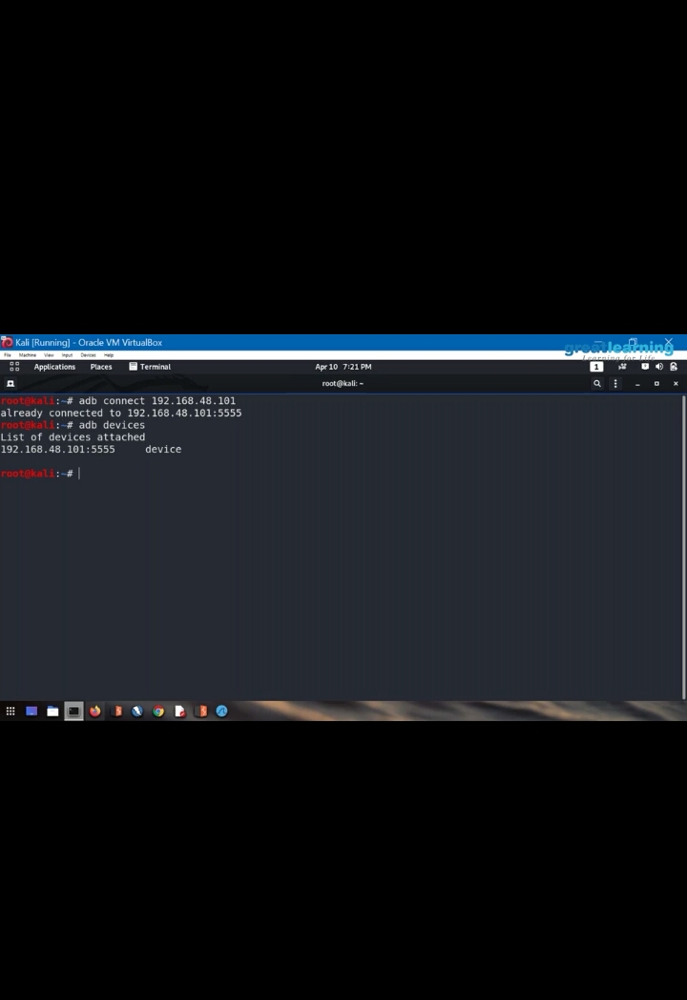 Kali [Running] - Oracle VM VirtualBox
greatlearning
Learning for Life
File Machine View Input Devices Help
Applications Places Terminal Apr 10 7:21 PM 1
root@kali: ~
root@kali:~# adb connect 192.168.48.101
already connected to 192.168.48.101:5555
root@kali:~# adb devices
List of devices attached
192.168.48.101:5555 device
root@kali:~#